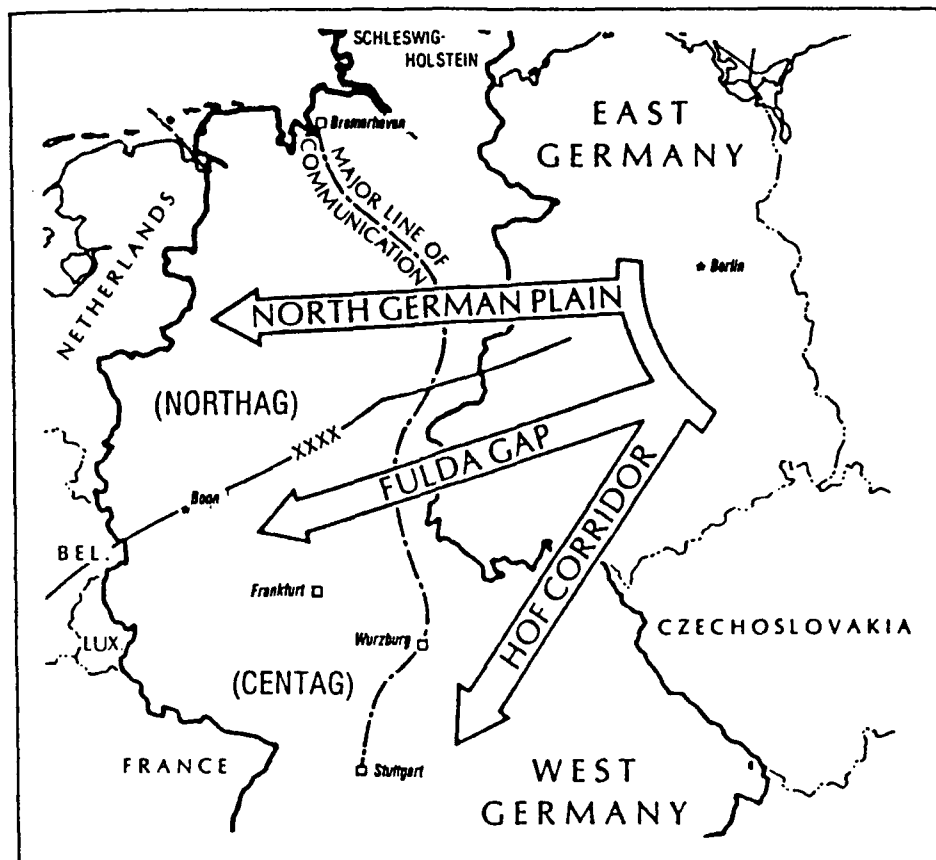 SCHLESWIG-
HOLSTEIN
Bremerhaven
EAST
GERMANY
MAJOR LINE OF
COMMUNICATION
NETHERLANDS
Berlin
NORTH GERMAN PLAIN
(NORTHAG)
XXXX
FULDA GAP
Bonn
HOF CORRIDOR
BEL.
Frankfurt
CZECHOSLOVAKIA
LUX.
Wurzburg
(CENTAG)
FRANCE
Stuttgart
WEST
GERMANY